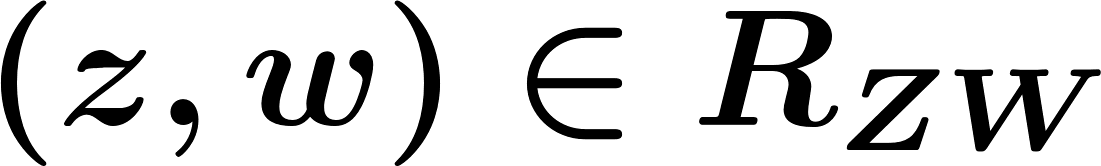 (z, w) ∈ R_{ZW}